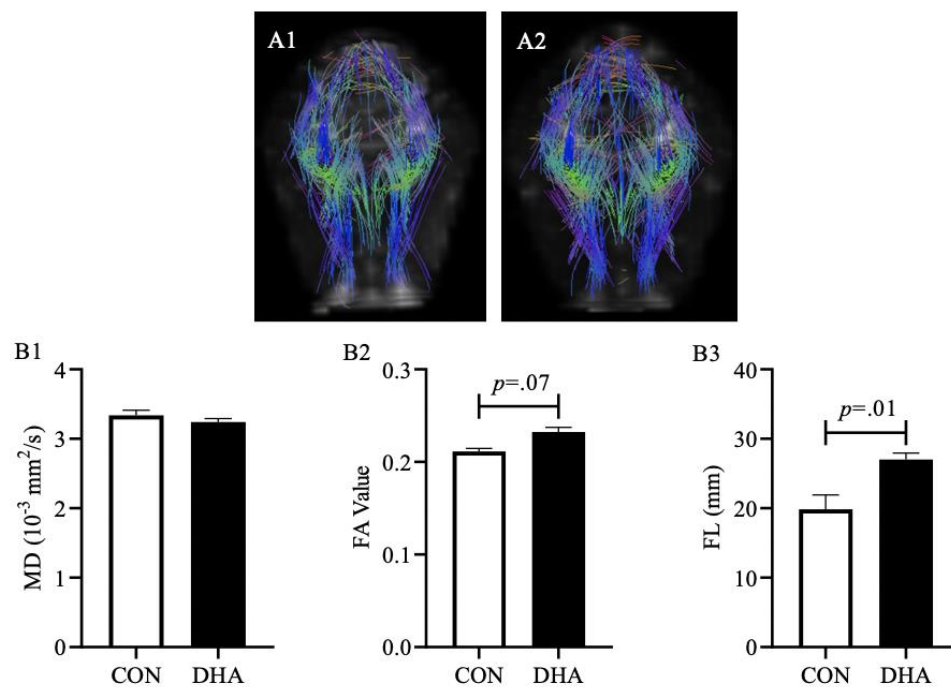 A1
A2
B1
MD (10⁻³ mm²/s)
4
3
2
1
0
CON DHA
B2
FA Value
0.3
0.2
0.1
0.0
p=.07
CON DHA
B3
FL (mm)
40
30
20
10
0
p=.01
CON DHA